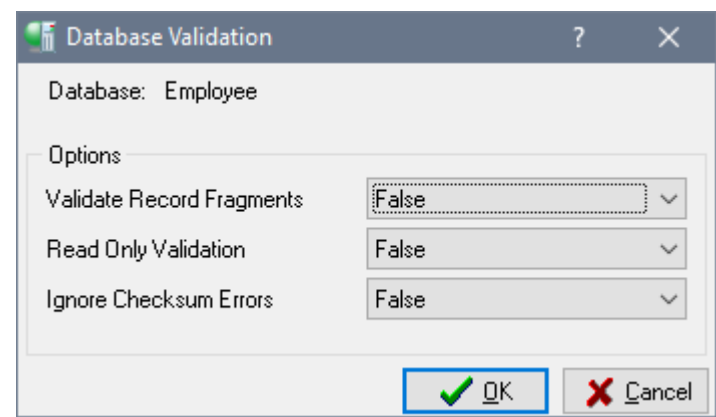 Database Validation ?
Database: Employee
Options
Validate Record Fragments False
Read Only Validation False
Ignore Checksum Errors False
OK Cancel